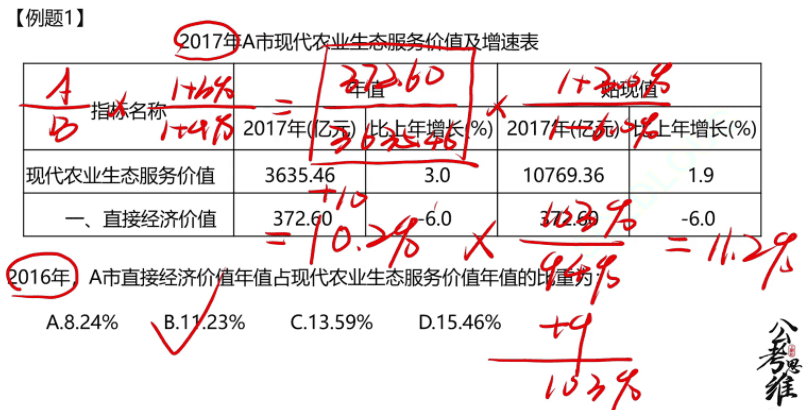 【例题1】
2017年A市现代农业生态服务价值及增速表
指标名称 年值 贴现值
2017年(亿元) 比上年增长(%) 2017年(亿元) 比上年增长(%)
现代农业生态服务价值 3635.46 3.0 10769.36 1.9
一、直接经济价值 372.60 -6.0 372.60 -6.0
A/B × 1+b%/1+a% = 372.60/3635.46 × 1+3.0%/1-6.0%
+10
= 10.2% × 103%/94% = 11.2%
2016年，A市直接经济价值年值占现代农业生态服务价值年值的比重为：
A.8.24% B.11.23% C.13.59% D.15.46%
+9
103%
公考思维